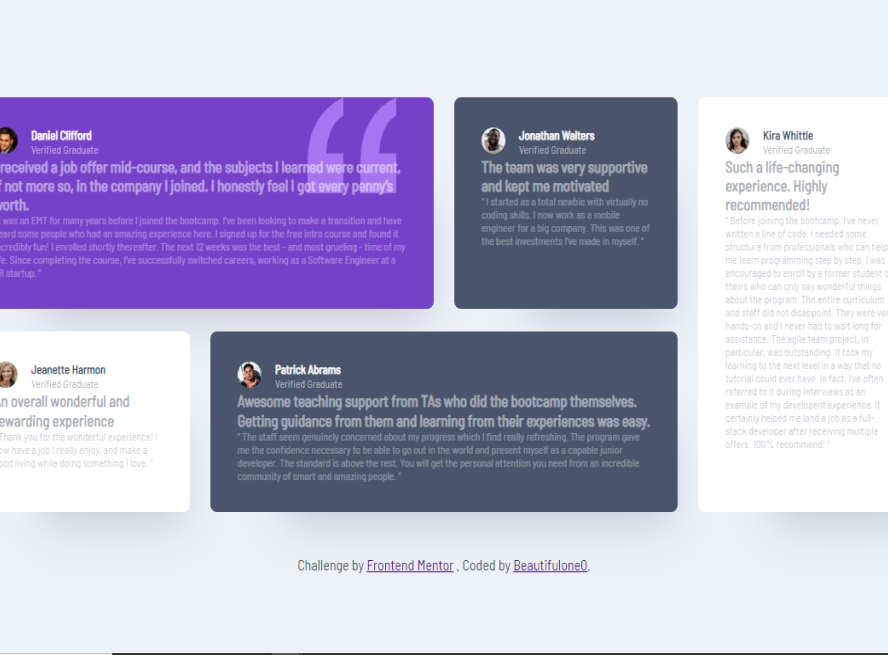 Daniel Clifford
Verified Graduate
received a job offer mid-course, and the subjects I learned were current,
f not more so, in the company I joined. I honestly feel I got every penny's
worth.
was an EMT for many years before I joined the bootcamp. I've been looking to make a transition and have
eard some people who had an amazing experience here. I signed up for the free intro course and found it
credibly fun! I enrolled shortly thereafter. The next 12 weeks was the best - and most grueling - time of my
fe. Since completing the course, I've successfully switched careers, working as a Software Engineer at a
R startup. "
Jonathan Walters
Verified Graduate
The team was very supportive
and kept me motivated
" I started as a total newbie with virtually no
coding skills. I now work as a mobile
engineer for a big company. This was one of
the best investments I've made in myself. "
Kira Whittle
Verified Graduate
Such a life-changing
experience. Highly
recommended!
" Before joining the bootcamp, I've never
written a line of code. I needed some
structure from professionals who can help
me learn programming step by step. I was
encouraged to enroll by a former student o
theirs who can only say wonderful things
about the program. The entire curriculum
and staff did not disappoint. They were ver
hands-on and I never had to wait long for
assistance. The agile team project, in
particular, was outstanding. It took my
learning to the next level in a way that no
tutorial could ever have. In fact, I've often
referred to it during interviews as an
example of my developent experience. It
certainly helped me land a job as a full-
stack developer after receiving multiple
offers. 100% recommend! "
Jeanette Harmon
Verified Graduate
An overall wonderful and
ewarding experience
Thank you for the wonderful experience! I
ow have a job I really enjoy, and make a
ood living while doing something I love. "
Patrick Abrams
Verified Graduate
Awesome teaching support from TAs who did the bootcamp themselves.
Getting guidance from them and learning from their experiences was easy.
" The staff seem genuinely concerned about my progress which I find really refreshing. The program gave
me the confidence necessary to be able to go out in the world and present myself as a capable junior
developer. The standard is above the rest. You will get the personal attention you need from an incredible
community of smart and amazing people. "
Challenge by Frontend Mentor . Coded by Beautifulone0.